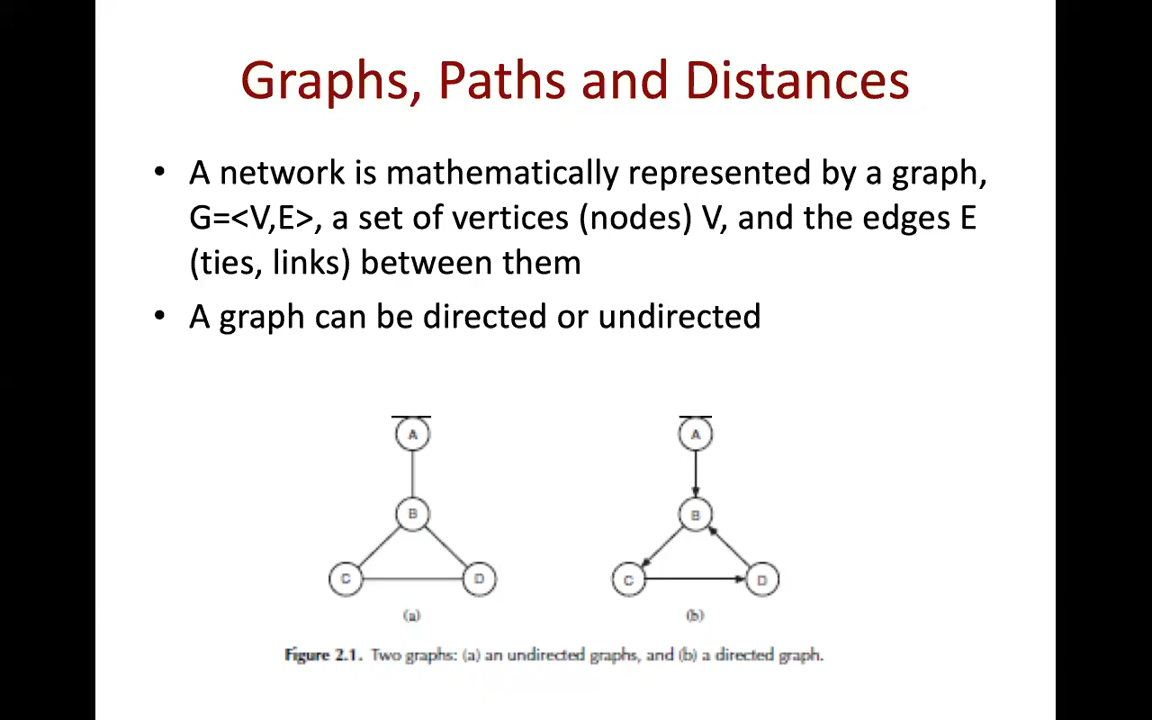 Graphs, Paths and Distances
• A network is mathematically represented by a graph,
G=<V,E>, a set of vertices (nodes) V, and the edges E
(ties, links) between them
• A graph can be directed or undirected
A
B
C
D
(a)
A
B
C
D
(b)
Figure 2.1. Two graphs: (a) an undirected graphs, and (b) a directed graph.